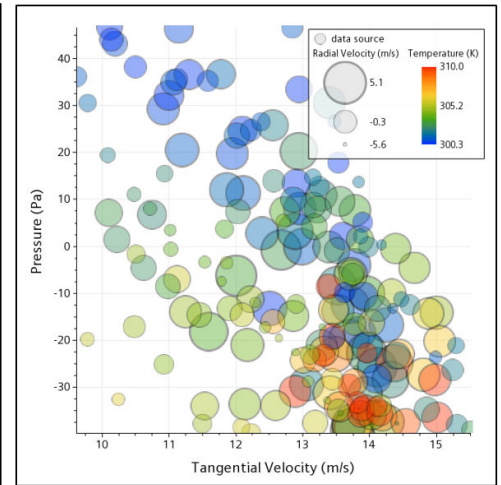 data source
Radial Velocity (m/s) Temperature (K)
5.1
-0.3
-5.6
310.0
305.2
300.3
40
30
20
10
0
-10
-20
-30
Pressure (Pa)
10 11 12 13 14 15
Tangential Velocity (m/s)